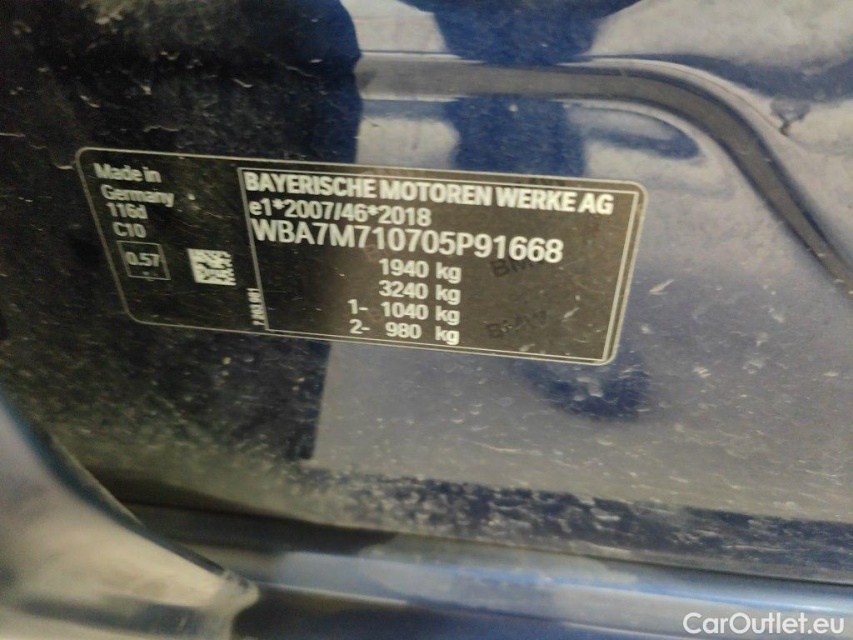 Made in
Germany
116d
C10
0.57
BAYERISCHE MOTOREN WERKE AG
e1*2007/46*2018
WBA7M710705P91668
1940 kg
3240 kg
1- 1040 kg
2- 980 kg
CarOutlet.eu